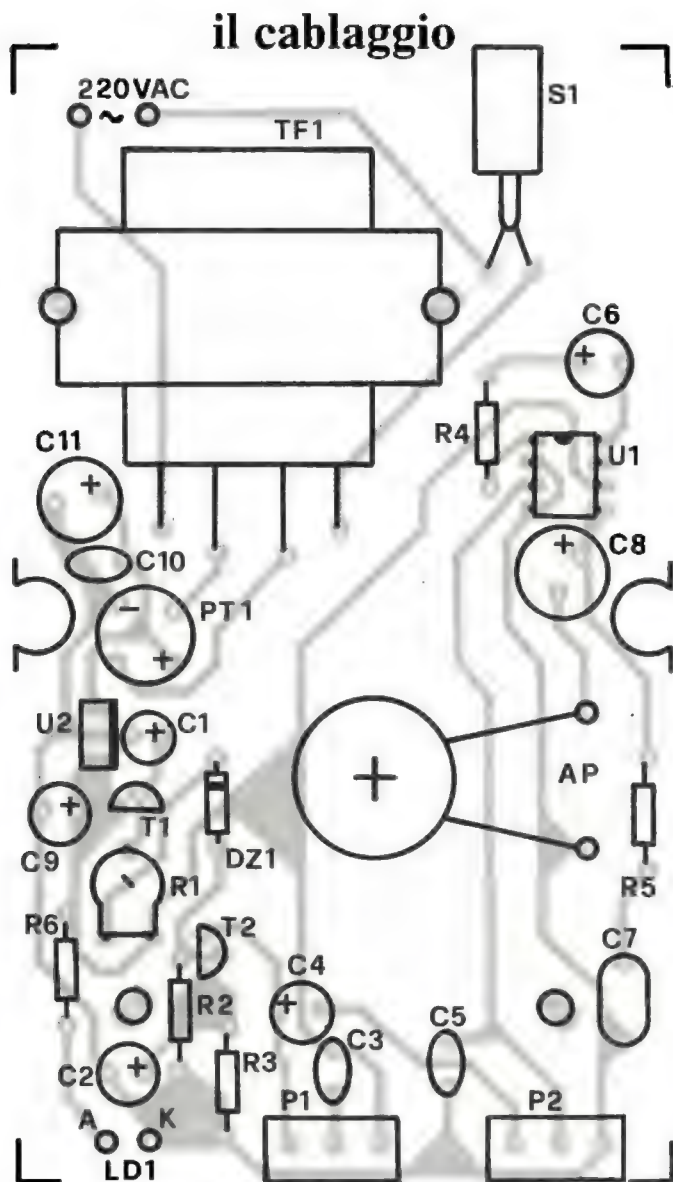 il cablaggio
220VAC
~
S1
TF1
C6
R4
U1
C11
+
C10
C8
PT1
-
+
U2
C1
AP
T1
C9
DZ1
R1
R5
R6
T2
C4
C7
R2
C3
C5
C2
R3
P1
P2
A
K
LD1